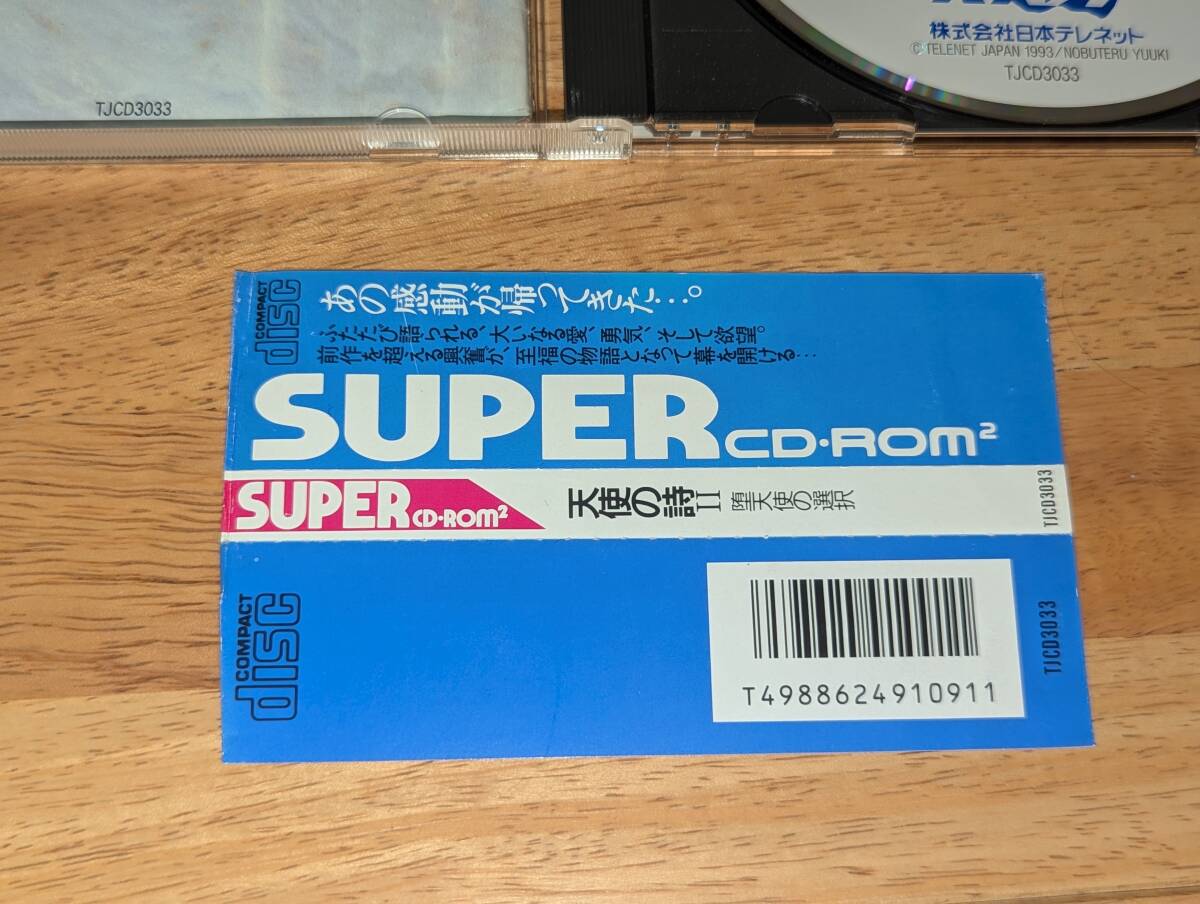 TJCD3033
株式会社日本テレネット
© TELENET JAPAN 1993/NOBUTERU YUUKI
TJCD3033
COMPACT
disc
あの感動が帰ってきた…。
ふたたび語られる、大いなる愛、勇気、そして欲望。
前作を超える興奮が、至福の物語となって幕を開ける…
SUPER CD-ROM²
SUPER CD-ROM²
天使の詩II 堕天使の選択
TJCD3033
COMPACT
disc
T4988624910911
TJCD3033